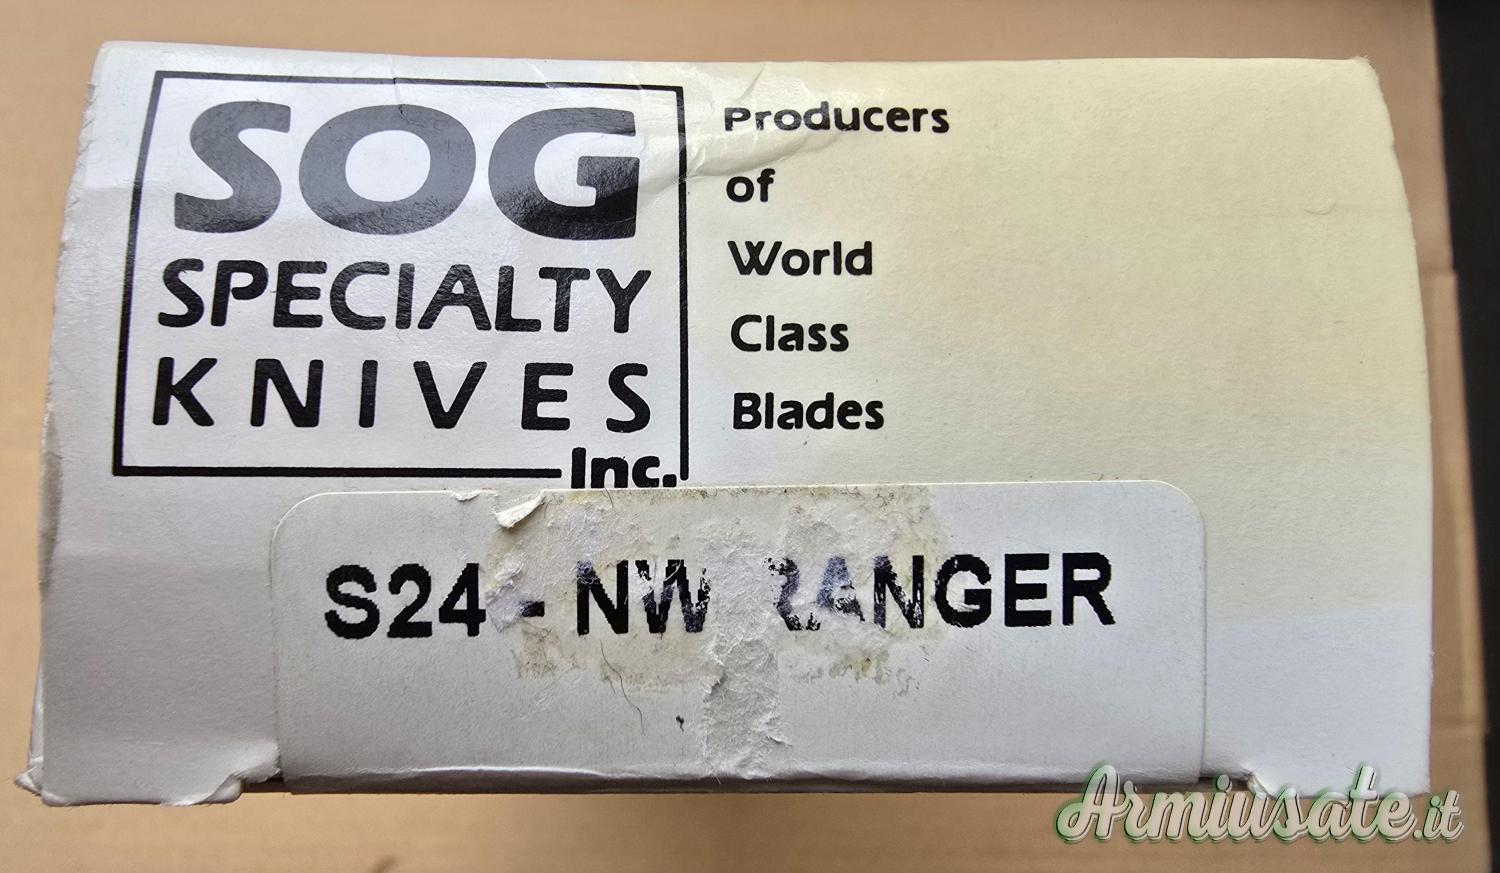 SOG
SPECIALTY
KNIVES
Inc.
Producers
of
World
Class
Blades
S24 - NW RANGER
Armiusate.it